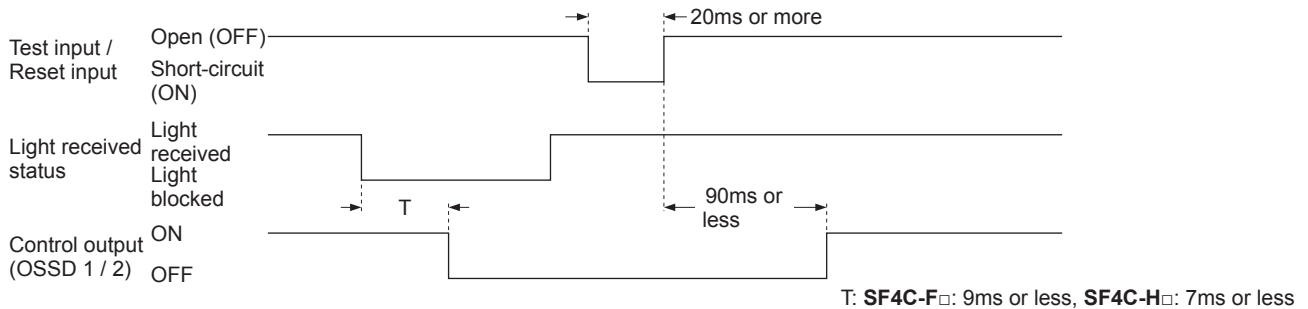 20ms or more
Test input /
Reset input
Open (OFF)
Short-circuit
(ON)
Light received
status
Light
received
Light
blocked
T
90ms or
less
Control output
(OSSD 1 / 2)
ON
OFF
T: SF4C-F□: 9ms or less, SF4C-H□: 7ms or less